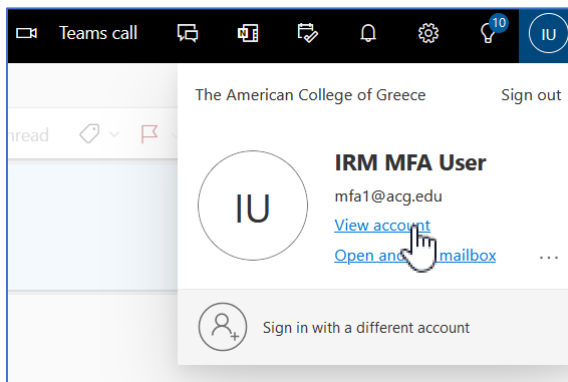 Teams call
10
IU
The American College of Greece Sign out
nread
IU
IRM MFA User
mfa1@acg.edu
View account
Open and mailbox
Sign in with a different account